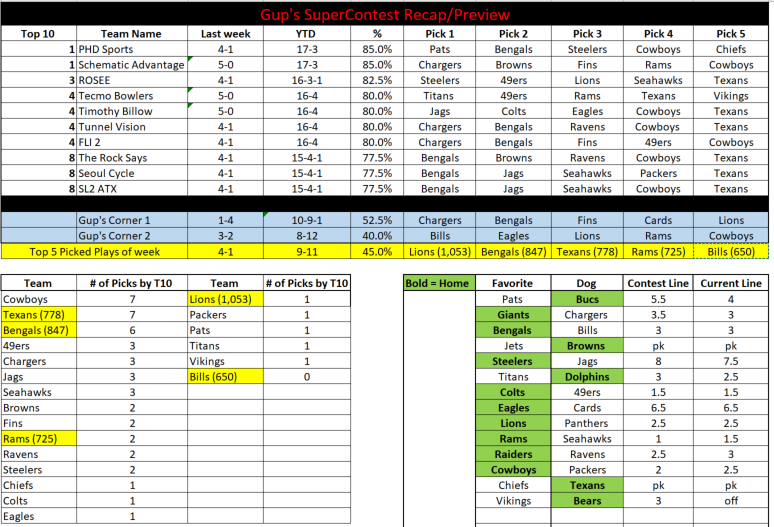 Gup's SuperContest Recap/Preview
Top 10 Team Name Last week YTD % Pick 1 Pick 2 Pick 3 Pick 4 Pick 5
1 PHD Sports 4-1 17-3 85.0% Pats Bengals Steelers Cowboys Chiefs
1 Schematic Advantage 5-0 17-3 85.0% Chargers Browns Fins Rams Cowboys
3 ROSEE 4-1 16-3-1 82.5% Steelers 49ers Lions Seahawks Texans
4 Tecmo Bowlers 5-0 16-4 80.0% Titans 49ers Rams Texans Vikings
4 Timothy Billow 5-0 16-4 80.0% Jags Colts Eagles Cowboys Texans
4 Tunnel Vision 4-1 16-4 80.0% Chargers Bengals Ravens Cowboys Texans
4 FLI 2 4-1 16-4 80.0% Chargers Bengals Fins 49ers Cowboys
8 The Rock Says 4-1 15-4-1 77.5% Bengals Browns Ravens Cowboys Texans
8 Seoul Cycle 4-1 15-4-1 77.5% Bengals Jags Seahawks Packers Texans
8 SL2 ATX 4-1 15-4-1 77.5% Bengals Jags Seahawks Cowboys Texans
Gup's Corner 1 1-4 10-9-1 52.5% Chargers Bengals Fins Cards Lions
Gup's Corner 2 3-2 8-12 40.0% Bills Eagles Lions Rams Cowboys
Top 5 Picked Plays of week 4-1 9-11 45.0% Lions (1,053) Bengals (847) Texans (778) Rams (725) Bills (650)
Team # of Picks by T10 Team # of Picks by T10
Cowboys 7 Lions (1,053) 1
Texans (778) 7 Packers 1
Bengals (847) 6 Pats 1
49ers 3 Titans 1
Chargers 3 Vikings 1
Jags 3 Bills (650) 0
Seahawks 3
Browns 2
Fins 2
Rams (725) 2
Ravens 2
Steelers 2
Chiefs 1
Colts 1
Eagles 1
Bold = Home Favorite Dog Contest Line Current Line
Pats Bucs 5.5 4
Giants Chargers 3.5 3
Bengals Bills 3 3
Jets Browns pk pk
Steelers Jags 8 7.5
Titans Dolphins 3 2.5
Colts 49ers 1.5 1.5
Eagles Cards 6.5 6.5
Lions Panthers 2.5 2.5
Rams Seahawks 1 1.5
Raiders Ravens 2.5 3
Cowboys Packers 2 2.5
Chiefs Texans pk pk
Vikings Bears 3 off